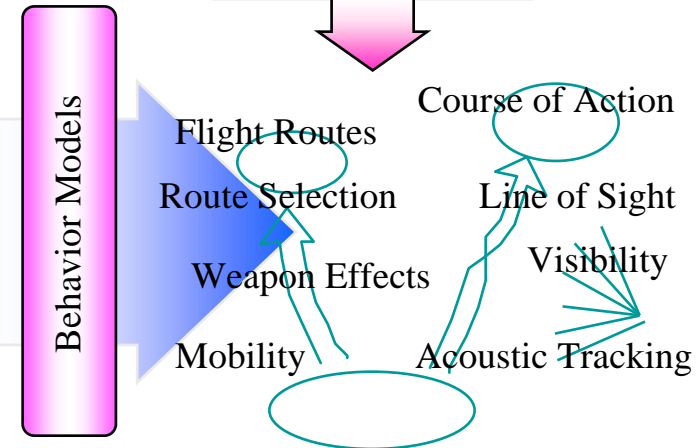 Behavior Models
Flight Routes
Route Selection
Weapon Effects
Mobility
Course of Action
Line of Sight
Visibility
Acoustic Tracking